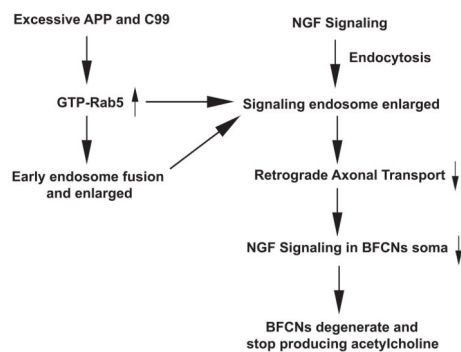 Excessive APP and C99
NGF Signaling
Endocytosis
GTP-Rab5
Signaling endosome enlarged
Early endosome fusion
and enlarged
Retrograde Axonal Transport
NGF Signaling in BFCNs soma
BFCNs degenerate and
stop producing acetylcholine